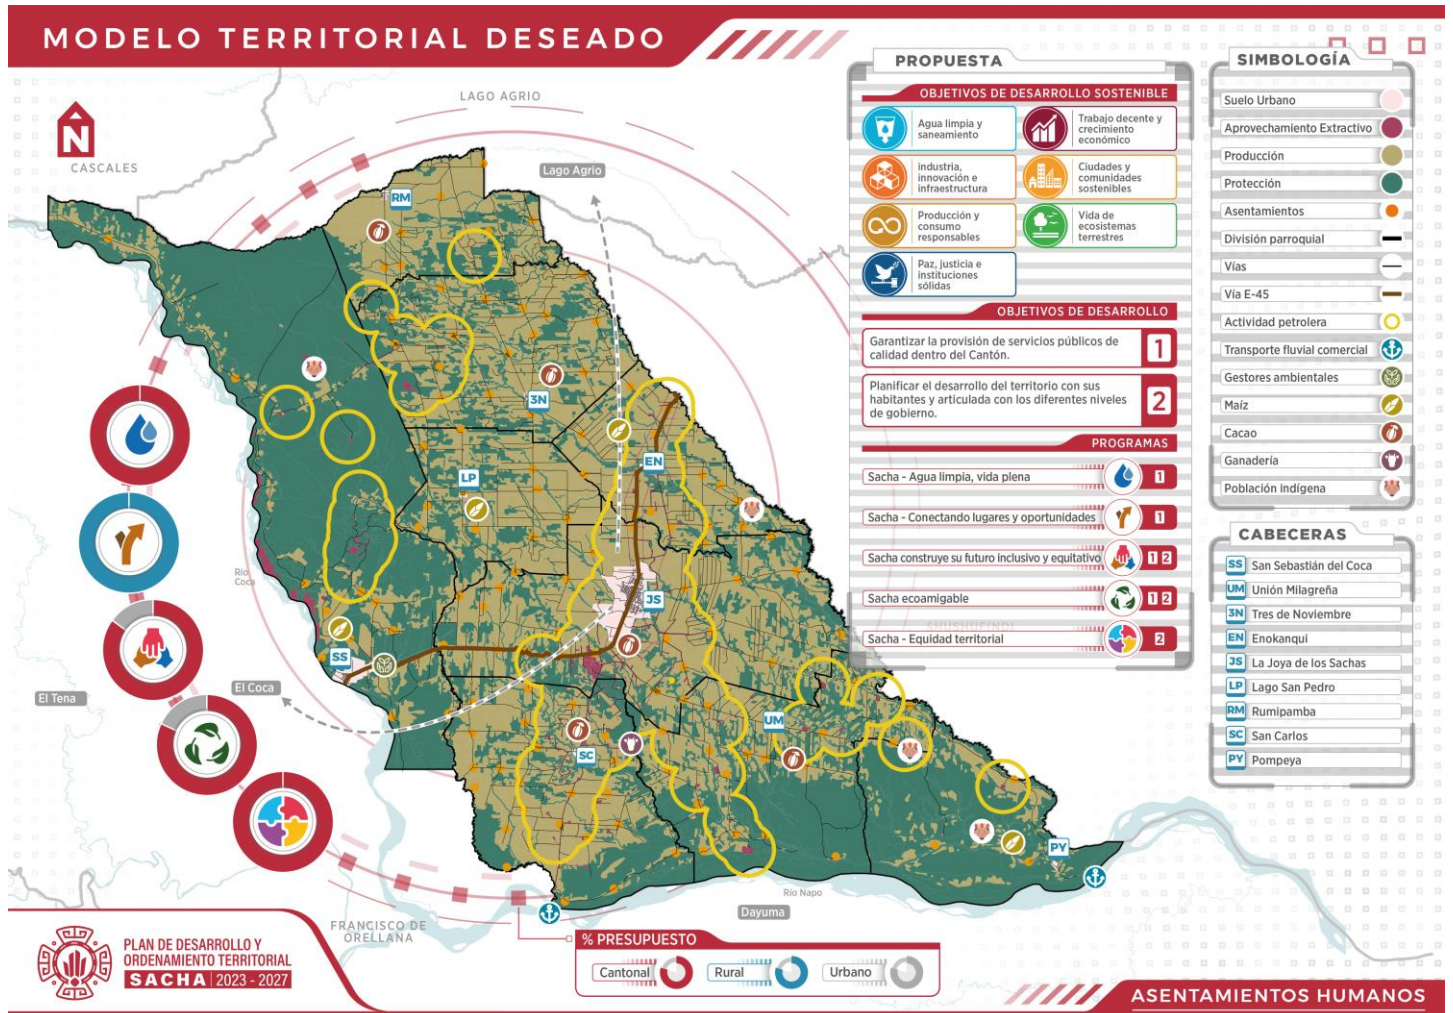 MODELO TERRITORIAL DESEADO
LAGO AGRIO
CASCALES
Lago Agrio
RM
3N
LP
EN
JS
SS
UM
SC
PY
Río
Coca
El Tena
El Coca
FRANCISCO DE
ORELLANA
Río Napo
Dayuma
SHUSHUFINDI
PROPUESTA
OBJETIVOS DE DESARROLLO SOSTENIBLE
Agua limpia y
saneamiento
Trabajo decente y
crecimiento
económico
industria,
innovación e
infraestructura
Ciudades y
comunidades
sostenibles
Producción y
consumo
responsables
Vida de
ecosistemas
terrestres
Paz, justicia e
instituciones
sólidas
OBJETIVOS DE DESARROLLO
Garantizar la provisión de servicios públicos de
calidad dentro del Cantón.
1
Planificar el desarrollo del territorio con sus
habitantes y articulada con los diferentes niveles
de gobierno.
2
PROGRAMAS
Sacha - Agua limpia, vida plena
1
Sacha - Conectando lugares y oportunidades
1
Sacha construye su futuro inclusivo y equitativo
1 2
Sacha ecoamigable
1 2
Sacha - Equidad territorial
2
SIMBOLOGÍA
Suelo Urbano
Aprovechamiento Extractivo
Producción
Protección
Asentamientos
División parroquial
Vías
Vía E-45
Actividad petrolera
Transporte fluvial comercial
Gestores ambientales
Maíz
Cacao
Ganadería
Población indígena
CABECERAS
SS San Sebastián del Coca
UM Unión Milagreña
3N Tres de Noviembre
EN Enokanqui
JS La Joya de los Sachas
LP Lago San Pedro
RM Rumipamba
SC San Carlos
PY Pompeya
% PRESUPUESTO
Cantonal
Rural
Urbano
PLAN DE DESARROLLO Y
ORDENAMIENTO TERRITORIAL
SACHA 2023 - 2027
ASENTAMIENTOS HUMANOS
N